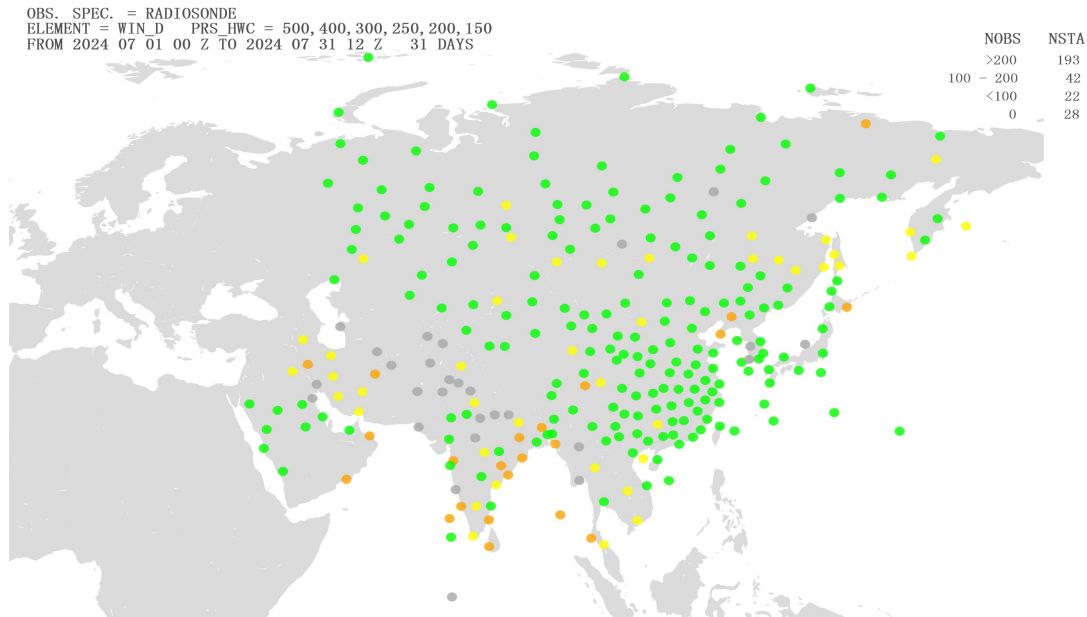 OBS. SPEC. = RADIOSONDE
ELEMENT = WIN_D PRS_HWC = 500,400,300,250,200,150
FROM 2024 07 01 00 Z TO 2024 07 31 12 Z 31 DAYS
NOBS NSTA
>200 193
100 - 200 42
<100 22
0 28